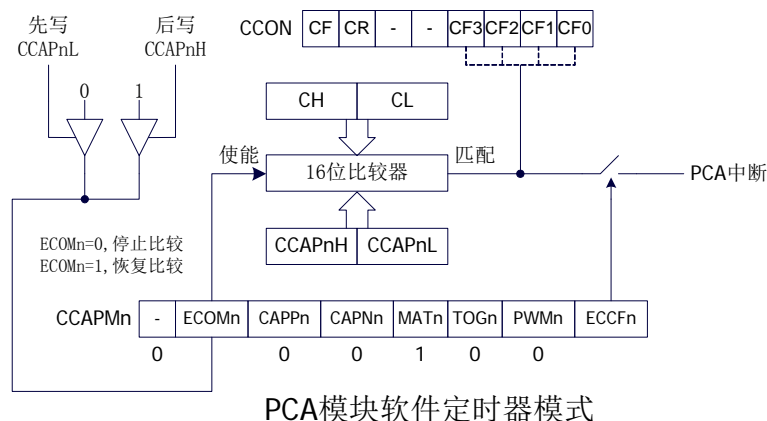 先写 后写 CCON CF CR - - CF3 CF2 CF1 CF0
CCAPnL CCAPnH
0 1 CH CL
使能 16位比较器 匹配 PCA中断
ECOMn=0,停止比较 CCAPnH CCAPnL
ECOMn=1,恢复比较
CCAPMn - ECOMn CAPPn CAPNn MATn TOGn PWMn ECCFn
0 0 0 1 0 0
PCA模块软件定时器模式